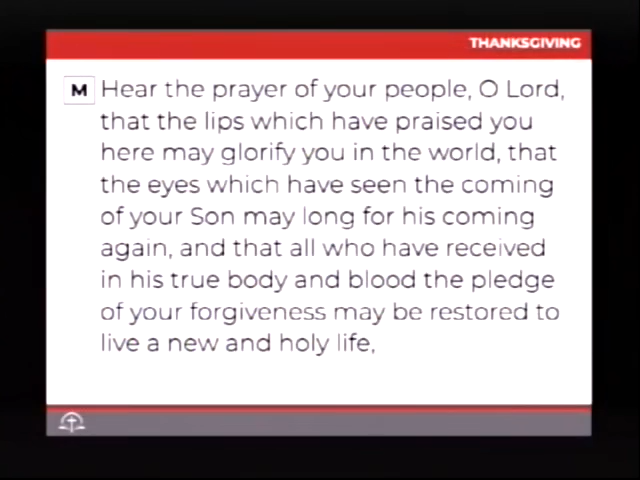 THANKSGIVING
M Hear the prayer of your people, O Lord,
that the lips which have praised you
here may glorify you in the world, that
the eyes which have seen the coming
of your Son may long for his coming
again, and that all who have received
in his true body and blood the pledge
of your forgiveness may be restored to
live a new and holy life,